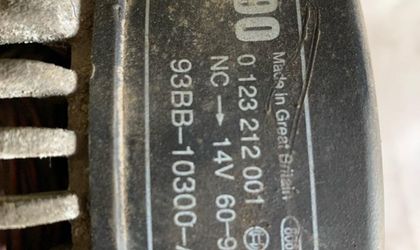 90
Made in Great Britain
0 123 212 001
NC → 14V 60-9
93BB-10300-